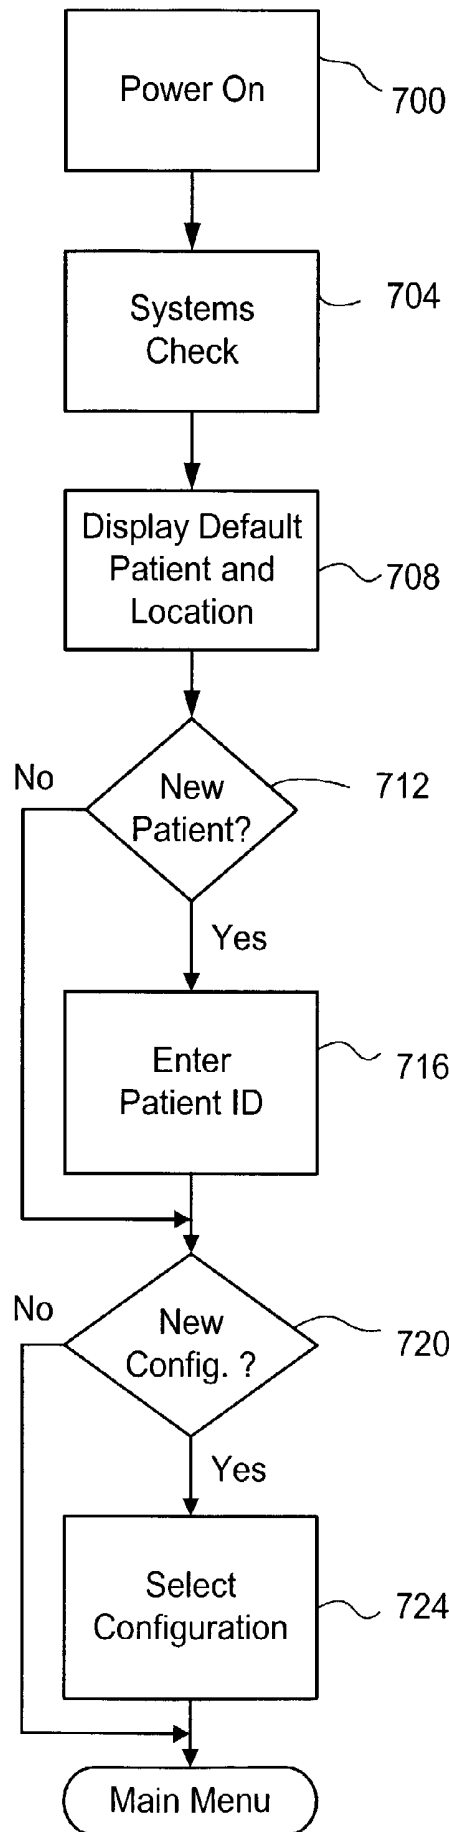 Power On
700
Systems
Check
704
Display Default
Patient and
Location
708
No
New
Patient?
712
Yes
Enter
Patient ID
716
No
New
Config. ?
720
Yes
Select
Configuration
724
Main Menu